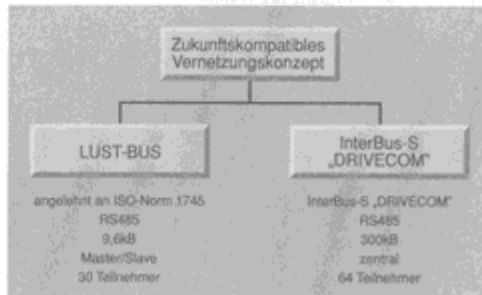 Zukunftskompatibles
Vernetzungskonzept
LUST-BUS
InterBus-S
„DRIVECOM"
angelehnt an ISO-Norm 1745
RS485
9,6kB
Master/Slave
30 Teilnehmer
InterBus-S „DRIVECOM"
RS485
300kB
zentral
64 Teilnehmer